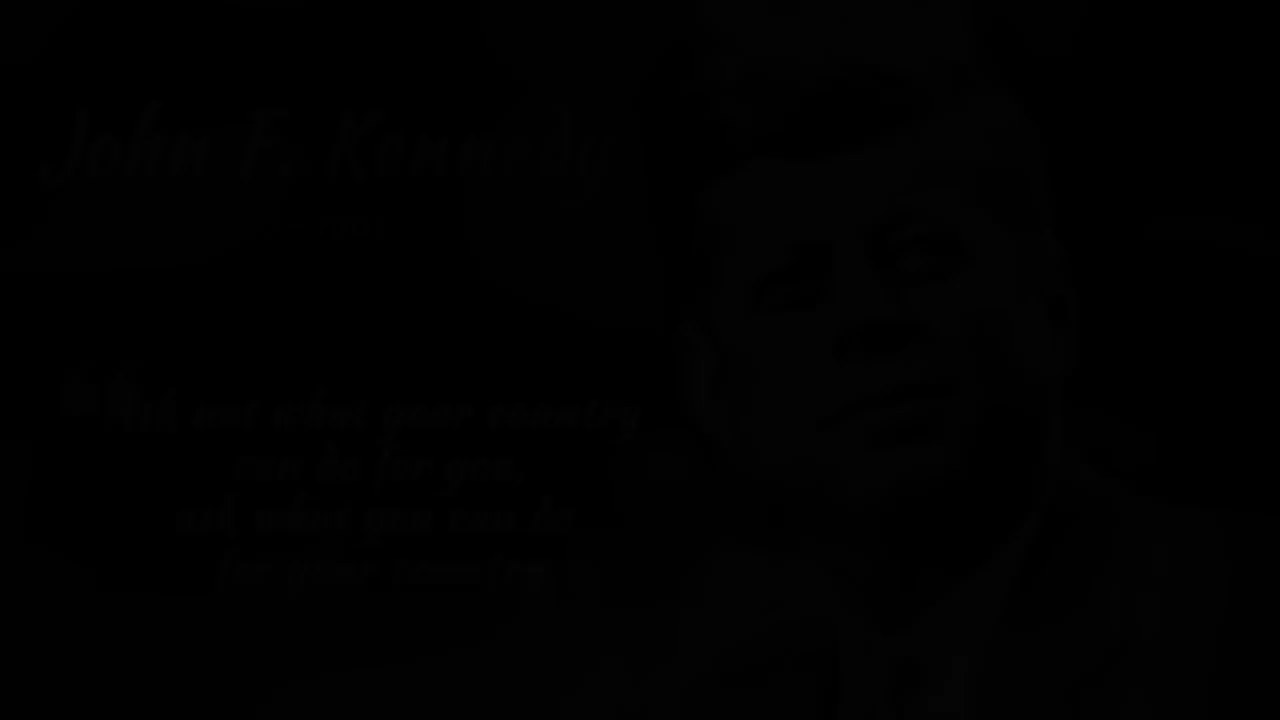 John F. Kennedy
“Ask not what your country
can do for you,
ask what you can do
for your country